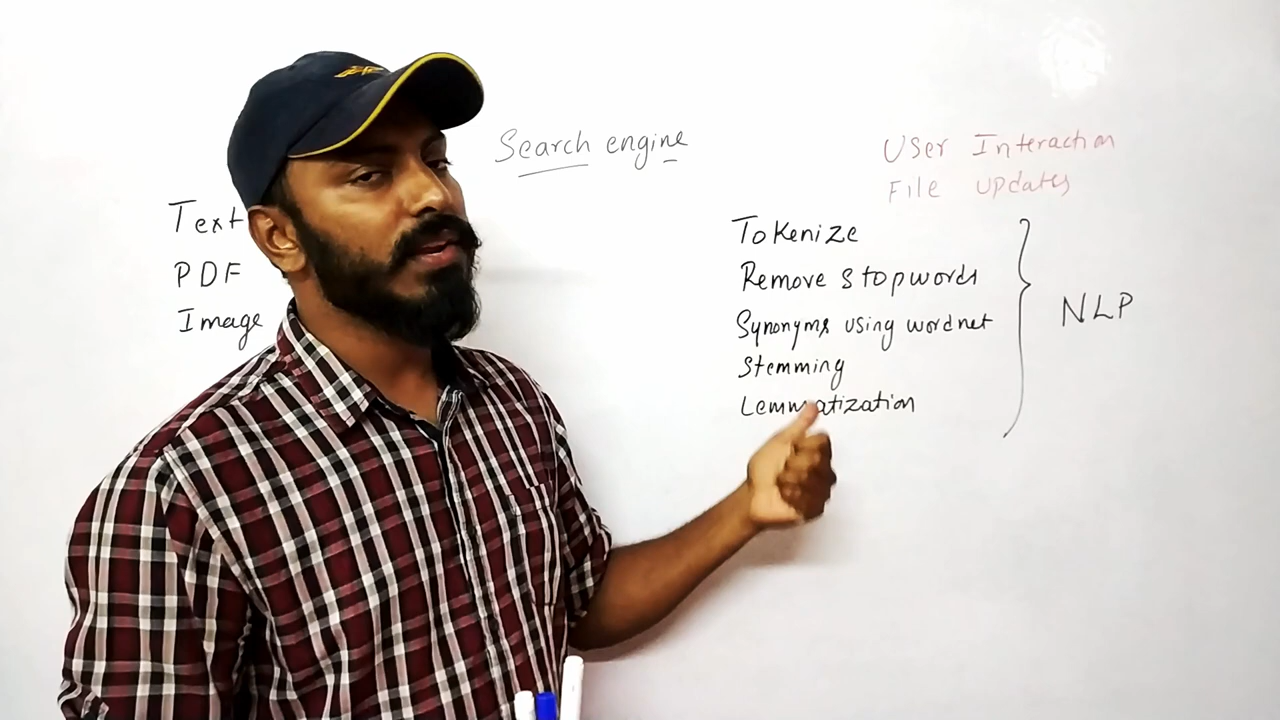 Search engine
User Interaction
File updates
Text
PDF
Image
Tokenize
Remove stopwords
Synonyms using wordnet
Stemming
Lemmatization
NLP